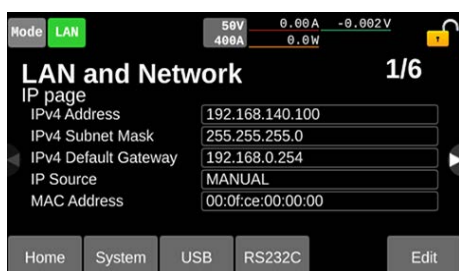 Mode LAN 50V 0.00A -0.002V
400A 0.0W
LAN and Network 1/6
IP page
IPv4 Address 192.168.140.100
IPv4 Subnet Mask 255.255.255.0
IPv4 Default Gateway 192.168.0.254
IP Source MANUAL
MAC Address 00:0f:ce:00:00:00
Home System USB RS232C Edit